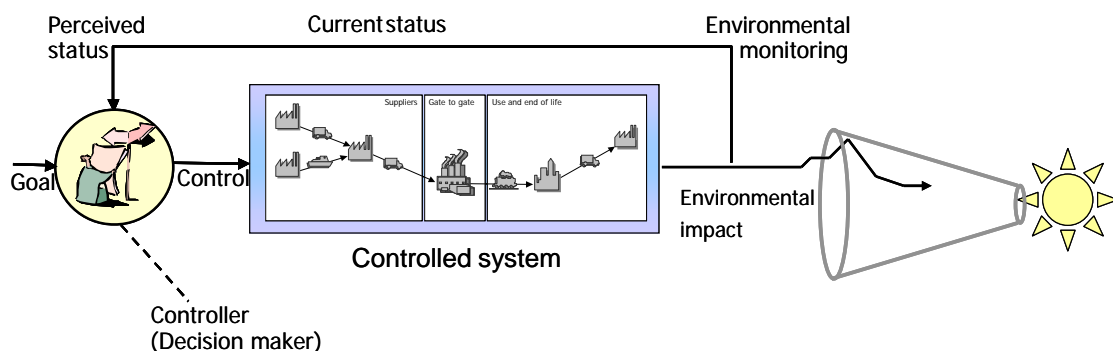 Perceived
status
Current status
Environmental
monitoring
Suppliers
Gate to gate
Use and end of life
Goal
Control
Environmental
impact
Controlled system
Controller
(Decision maker)